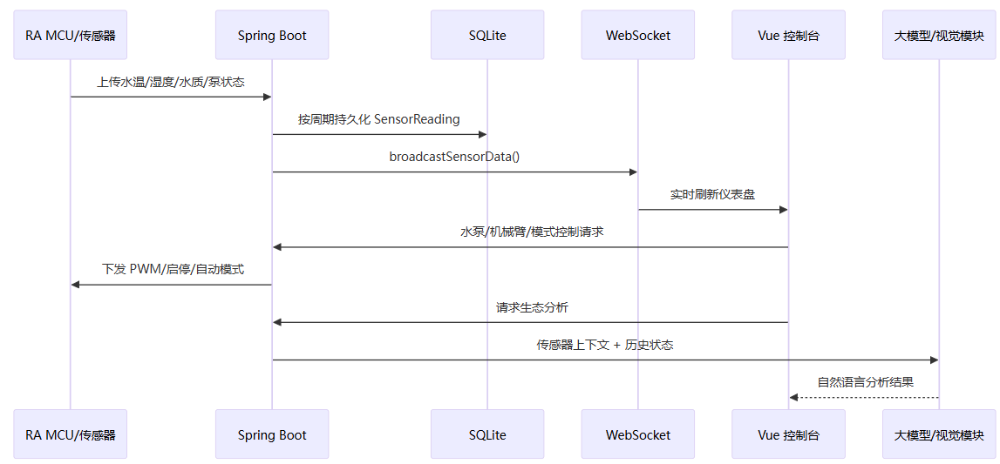 RA MCU/传感器
Spring Boot
SQLite
WebSocket
Vue 控制台
大模型/视觉模块
上传水温/湿度/水质/泵状态
按周期持久化 SensorReading
broadcastSensorData()
实时刷新仪表盘
水泵/机械臂/模式控制请求
下发 PWM/启停/自动模式
请求生态分析
传感器上下文 + 历史状态
自然语言分析结果
RA MCU/传感器
Spring Boot
SQLite
WebSocket
Vue 控制台
大模型/视觉模块